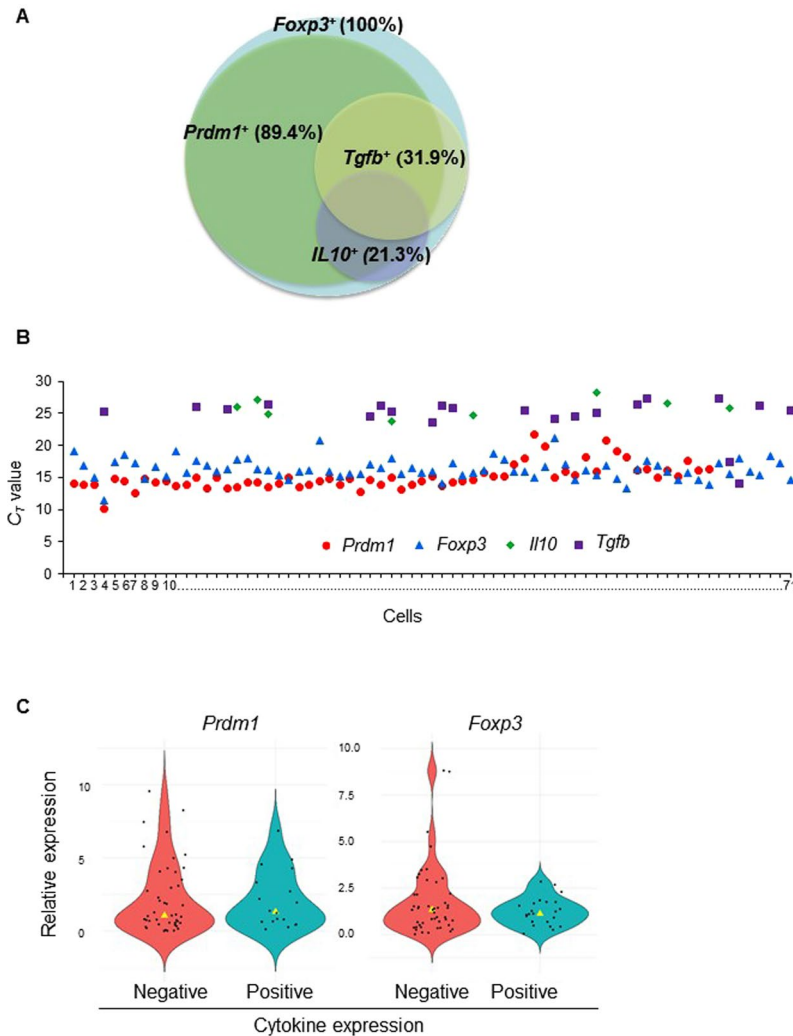 A
Foxp3+ (100%)
Prdm1+ (89.4%)
Tgfb+ (31.9%)
IL10+ (21.3%)
B
30
25
20
15
10
5
0
CT value
Prdm1 Foxp3 Il10 Tgfb
1 2 3 4 5 6 7 8 9 10 7
Cells
C
Prdm1 Foxp3
Relative expression
10
5
0
10.0
7.5
5.0
2.5
0.0
Negative Positive Negative Positive
Cytokine expression